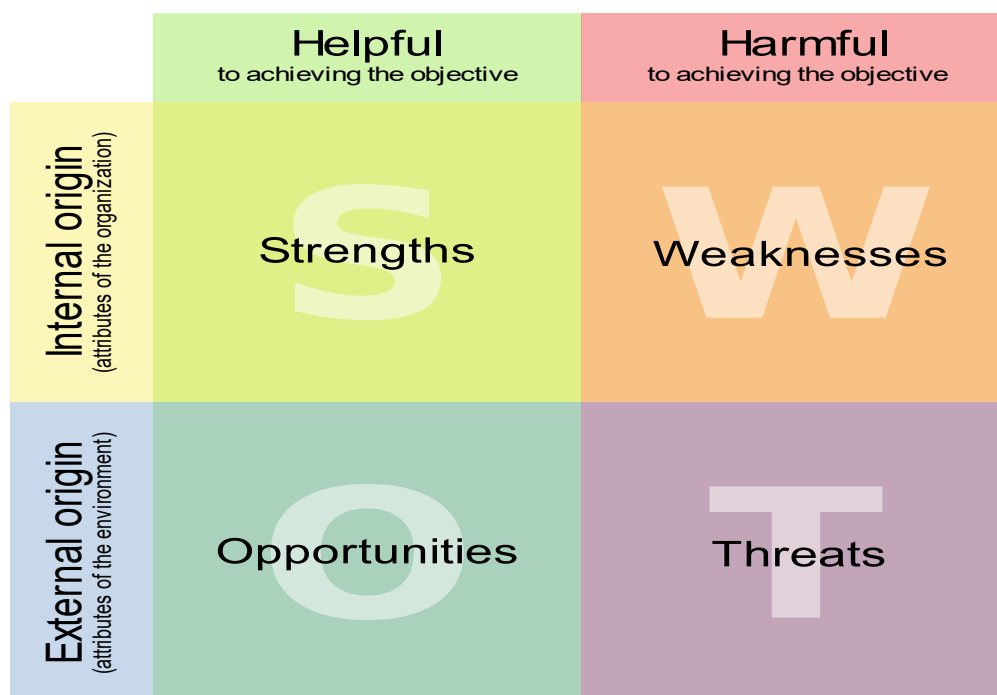 Helpful
to achieving the objective
Harmful
to achieving the objective
Internal origin
(attributes of the organization)
S
Strengths
W
Weaknesses
External origin
(attributes of the environment)
O
Opportunities
T
Threats